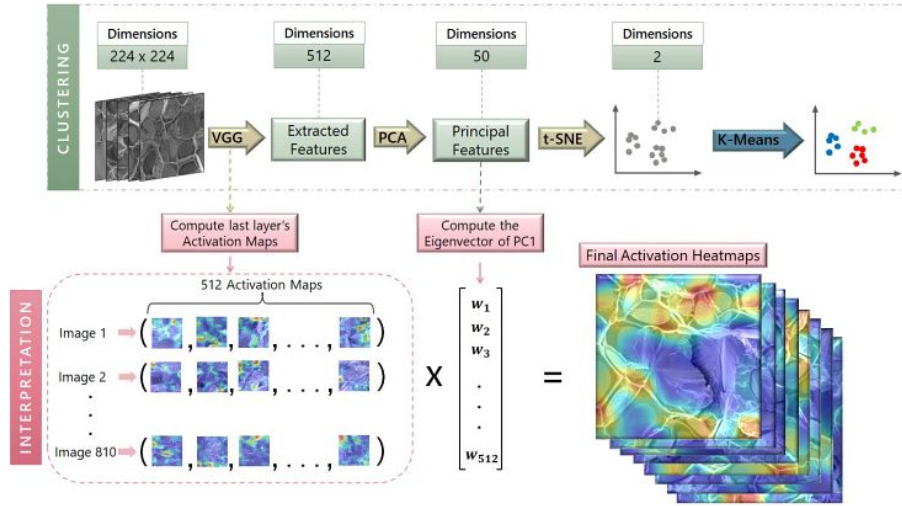 CLUSTERING
Dimensions
224 x 224
Dimensions
512
Dimensions
50
Dimensions
2
VGG
Extracted
Features
PCA
Principal
Features
t-SNE
K-Means
Compute last layer's
Activation Maps
Compute the
Eigenvector of PC1
Final Activation Heatmaps
INTERPRETATION
512 Activation Maps
Image 1
( , , , . . . , )
Image 2
( , , , . . . , )
.
.
.
Image 810
( , , , . . . , )
X
w₁
w₂
w₃
.
.
.
w₅₁₂
=